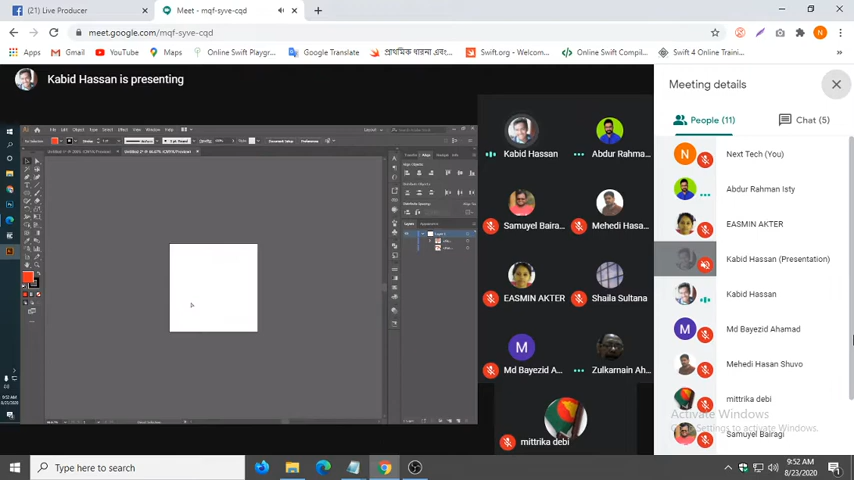 (21) Live Producer
Meet - mqf-syve-cqd
meet.google.com/mqf-syve-cqd
Apps
Gmail
YouTube
Maps
Online Swift Playgr...
Google Translate
প্রাথমিক ধারনা এবং...
Swift.org - Welcom...
Online Swift Compil...
Swift 4 Online Traini...
Kabid Hassan is presenting
Meeting details
People (11)
Chat (5)
Kabid Hassan
Abdur Rahma...
Samuyel Baira...
Mehedi Hasa...
EASMIN AKTER
Shaila Sultana
Md Bayezid A...
Zulkarnain Ah...
mittrika debi
Next Tech (You)
Abdur Rahman Isty
EASMIN AKTER
Kabid Hassan (Presentation)
Kabid Hassan
Md Bayezid Ahamad
Mehedi Hasan Shuvo
mittrika debi
Activate Windows
Go to Settings to activate Windows.
Samuyel Bairagi
Type here to search
9:52 AM
8/23/2020